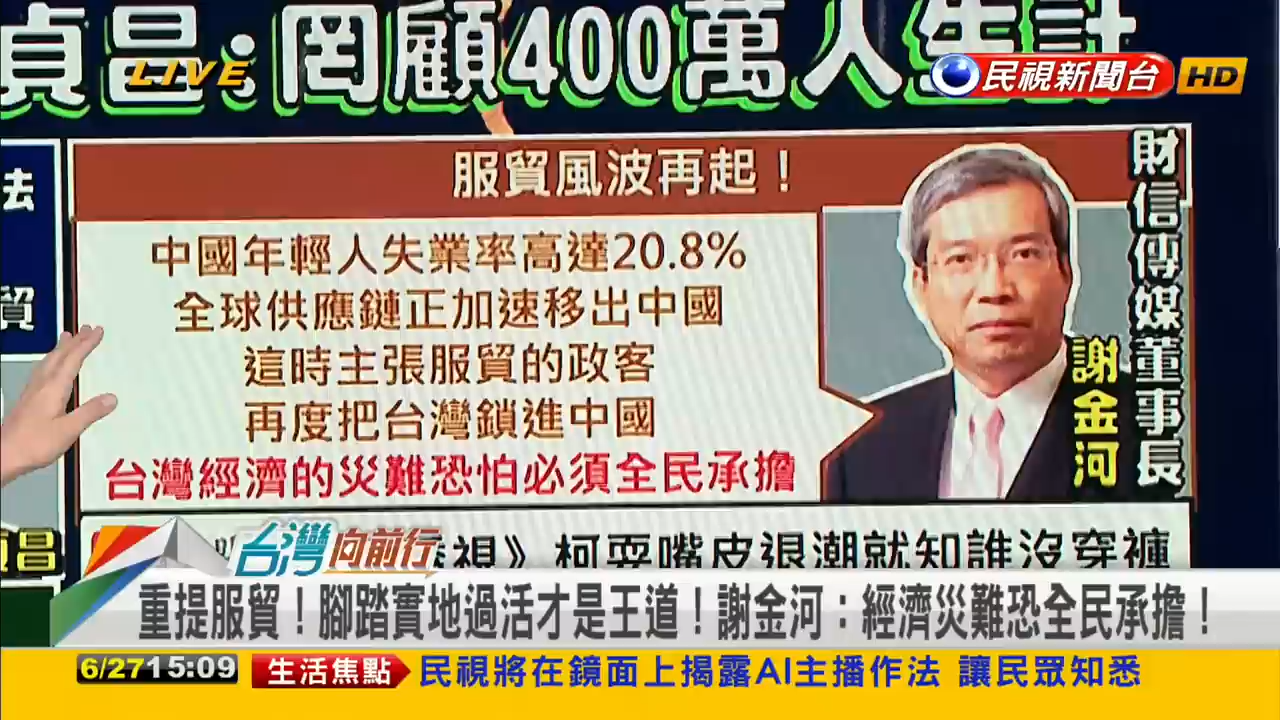 貞昌：罔顧400萬人生計
LIVE
民視新聞台 HD
法
貿
服貿風波再起！
中國年輕人失業率高達20.8%
全球供應鏈正加速移出中國
這時主張服貿的政客
再度把台灣鎖進中國
台灣經濟的災難恐怕必須全民承擔
財信傳媒董事長
謝金河
昌
視》柯耍嘴皮退潮就知誰沒穿褲
台灣向前行
重提服貿！腳踏實地過活才是王道！謝金河：經濟災難恐全民承擔！
6/27 15:09 生活焦點 民視將在鏡面上揭露AI主播作法 讓民眾知悉